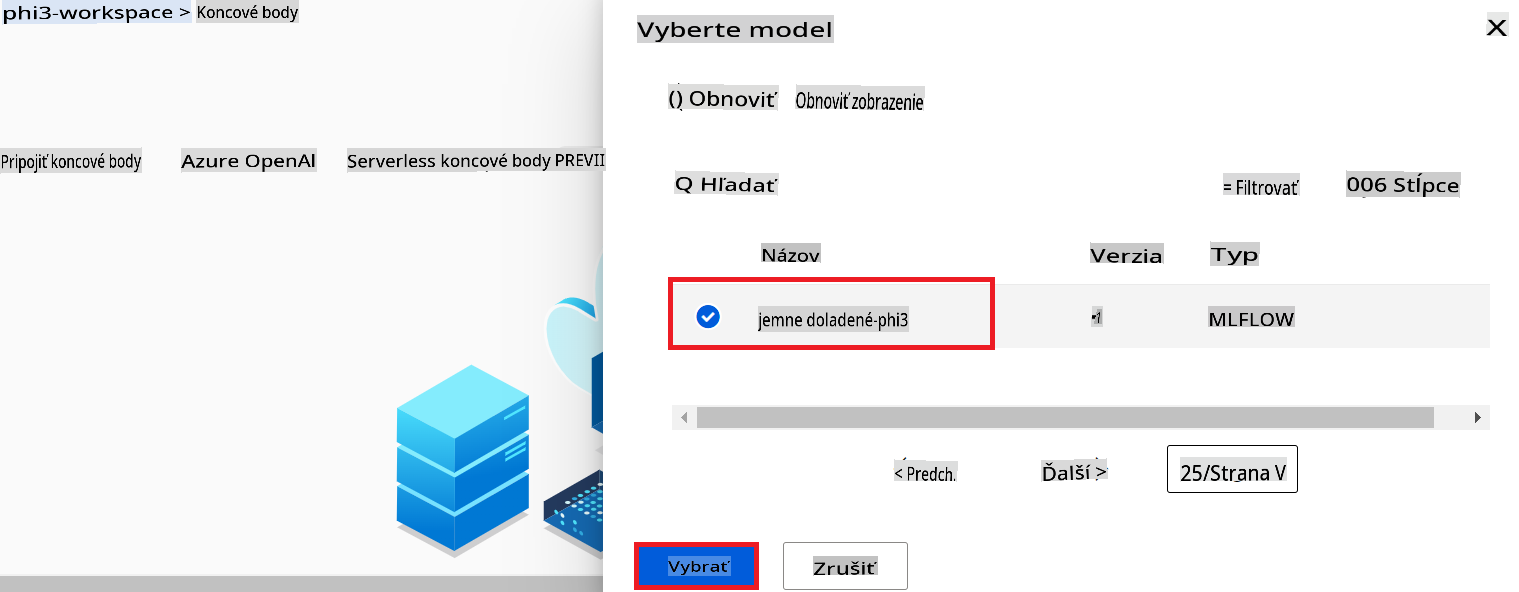 phi3-workspace > Koncové body
Vyberte model
X
() Obnoviť Obnoviť zobrazenie
Pripojiť koncové body Azure OpenAI Serverless koncové body PREVII
Q Hľadať = Filtrovať 006 Stĺpce
Názov Verzia Typ
jemne doladené-phi3 MLFLOW
< Predch. Ďalší > 25/Strana V
Vybrať Zrušiť